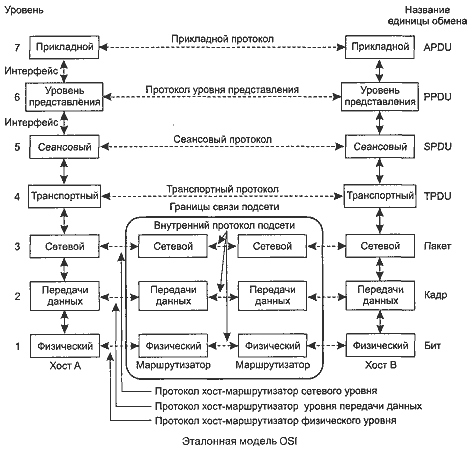 Уровень
Название
единицы обмена
7 Прикладной Прикладной протокол Прикладной APDU
Интерфейс
6 Уровень представления Протокол уровня представления Уровень представления PPDU
Интерфейс
5 Сеансовый Сеансовый протокол Сеансовый SPDU
4 Транспортный Транспортный протокол Транспортный TPDU
Границы связи подсети
Внутренний протокол подсети
3 Сетевой Сетевой Сетевой Сетевой Пакет
2 Передачи данных Передачи данных Передачи данных Передачи данных Кадр
1 Физический Физический Физический Физический Бит
Хост А Маршрутизатор Маршрутизатор Хост В
Протокол хост-маршрутизатор сетевого уровня
Протокол хост-маршрутизатор уровня передачи данных
Протокол хост-маршрутизатор физического уровня
Эталонная модель OSI